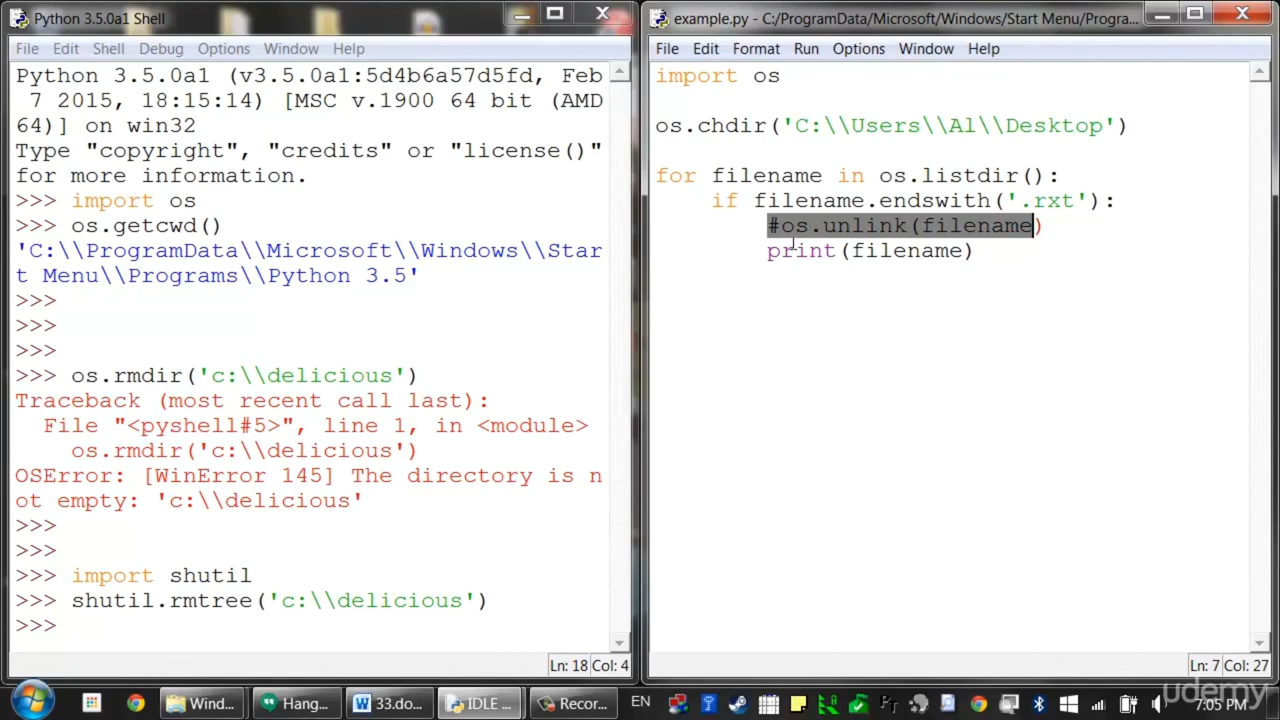 Python 3.5.0a1 Shell
File Edit Shell Debug Options Window Help
Python 3.5.0a1 (v3.5.0a1:5d4b6a57d5fd, Feb
7 2015, 18:15:14) [MSC v.1900 64 bit (AMD
64)] on win32
Type "copyright", "credits" or "license()"
for more information.
>>> import os
>>> os.getcwd()
'C:\\ProgramData\\Microsoft\\Windows\\Star
t Menu\\Programs\\Python 3.5'
>>>
>>>
>>>
>>> os.rmdir('c:\\delicious')
Traceback (most recent call last):
  File "<pyshell#5>", line 1, in <module>
    os.rmdir('c:\\delicious')
OSError: [WinError 145] The directory is n
ot empty: 'c:\\delicious'
>>>
>>>
>>> import shutil
>>> shutil.rmtree('c:\\delicious')
>>>
Ln: 18 Col: 4
example.py - C:/ProgramData/Microsoft/Windows/Start Menu/Progra...
File Edit Format Run Options Window Help
import os
os.chdir('C:\\Users\\Al\\Desktop')
for filename in os.listdir():
    if filename.endswith('.rxt'):
        #os.unlink(filename)
        print(filename)
Ln: 7 Col: 27
Wind... Hang... 33.do... IDLE ... Recor... EN 7:05 PM
udemy